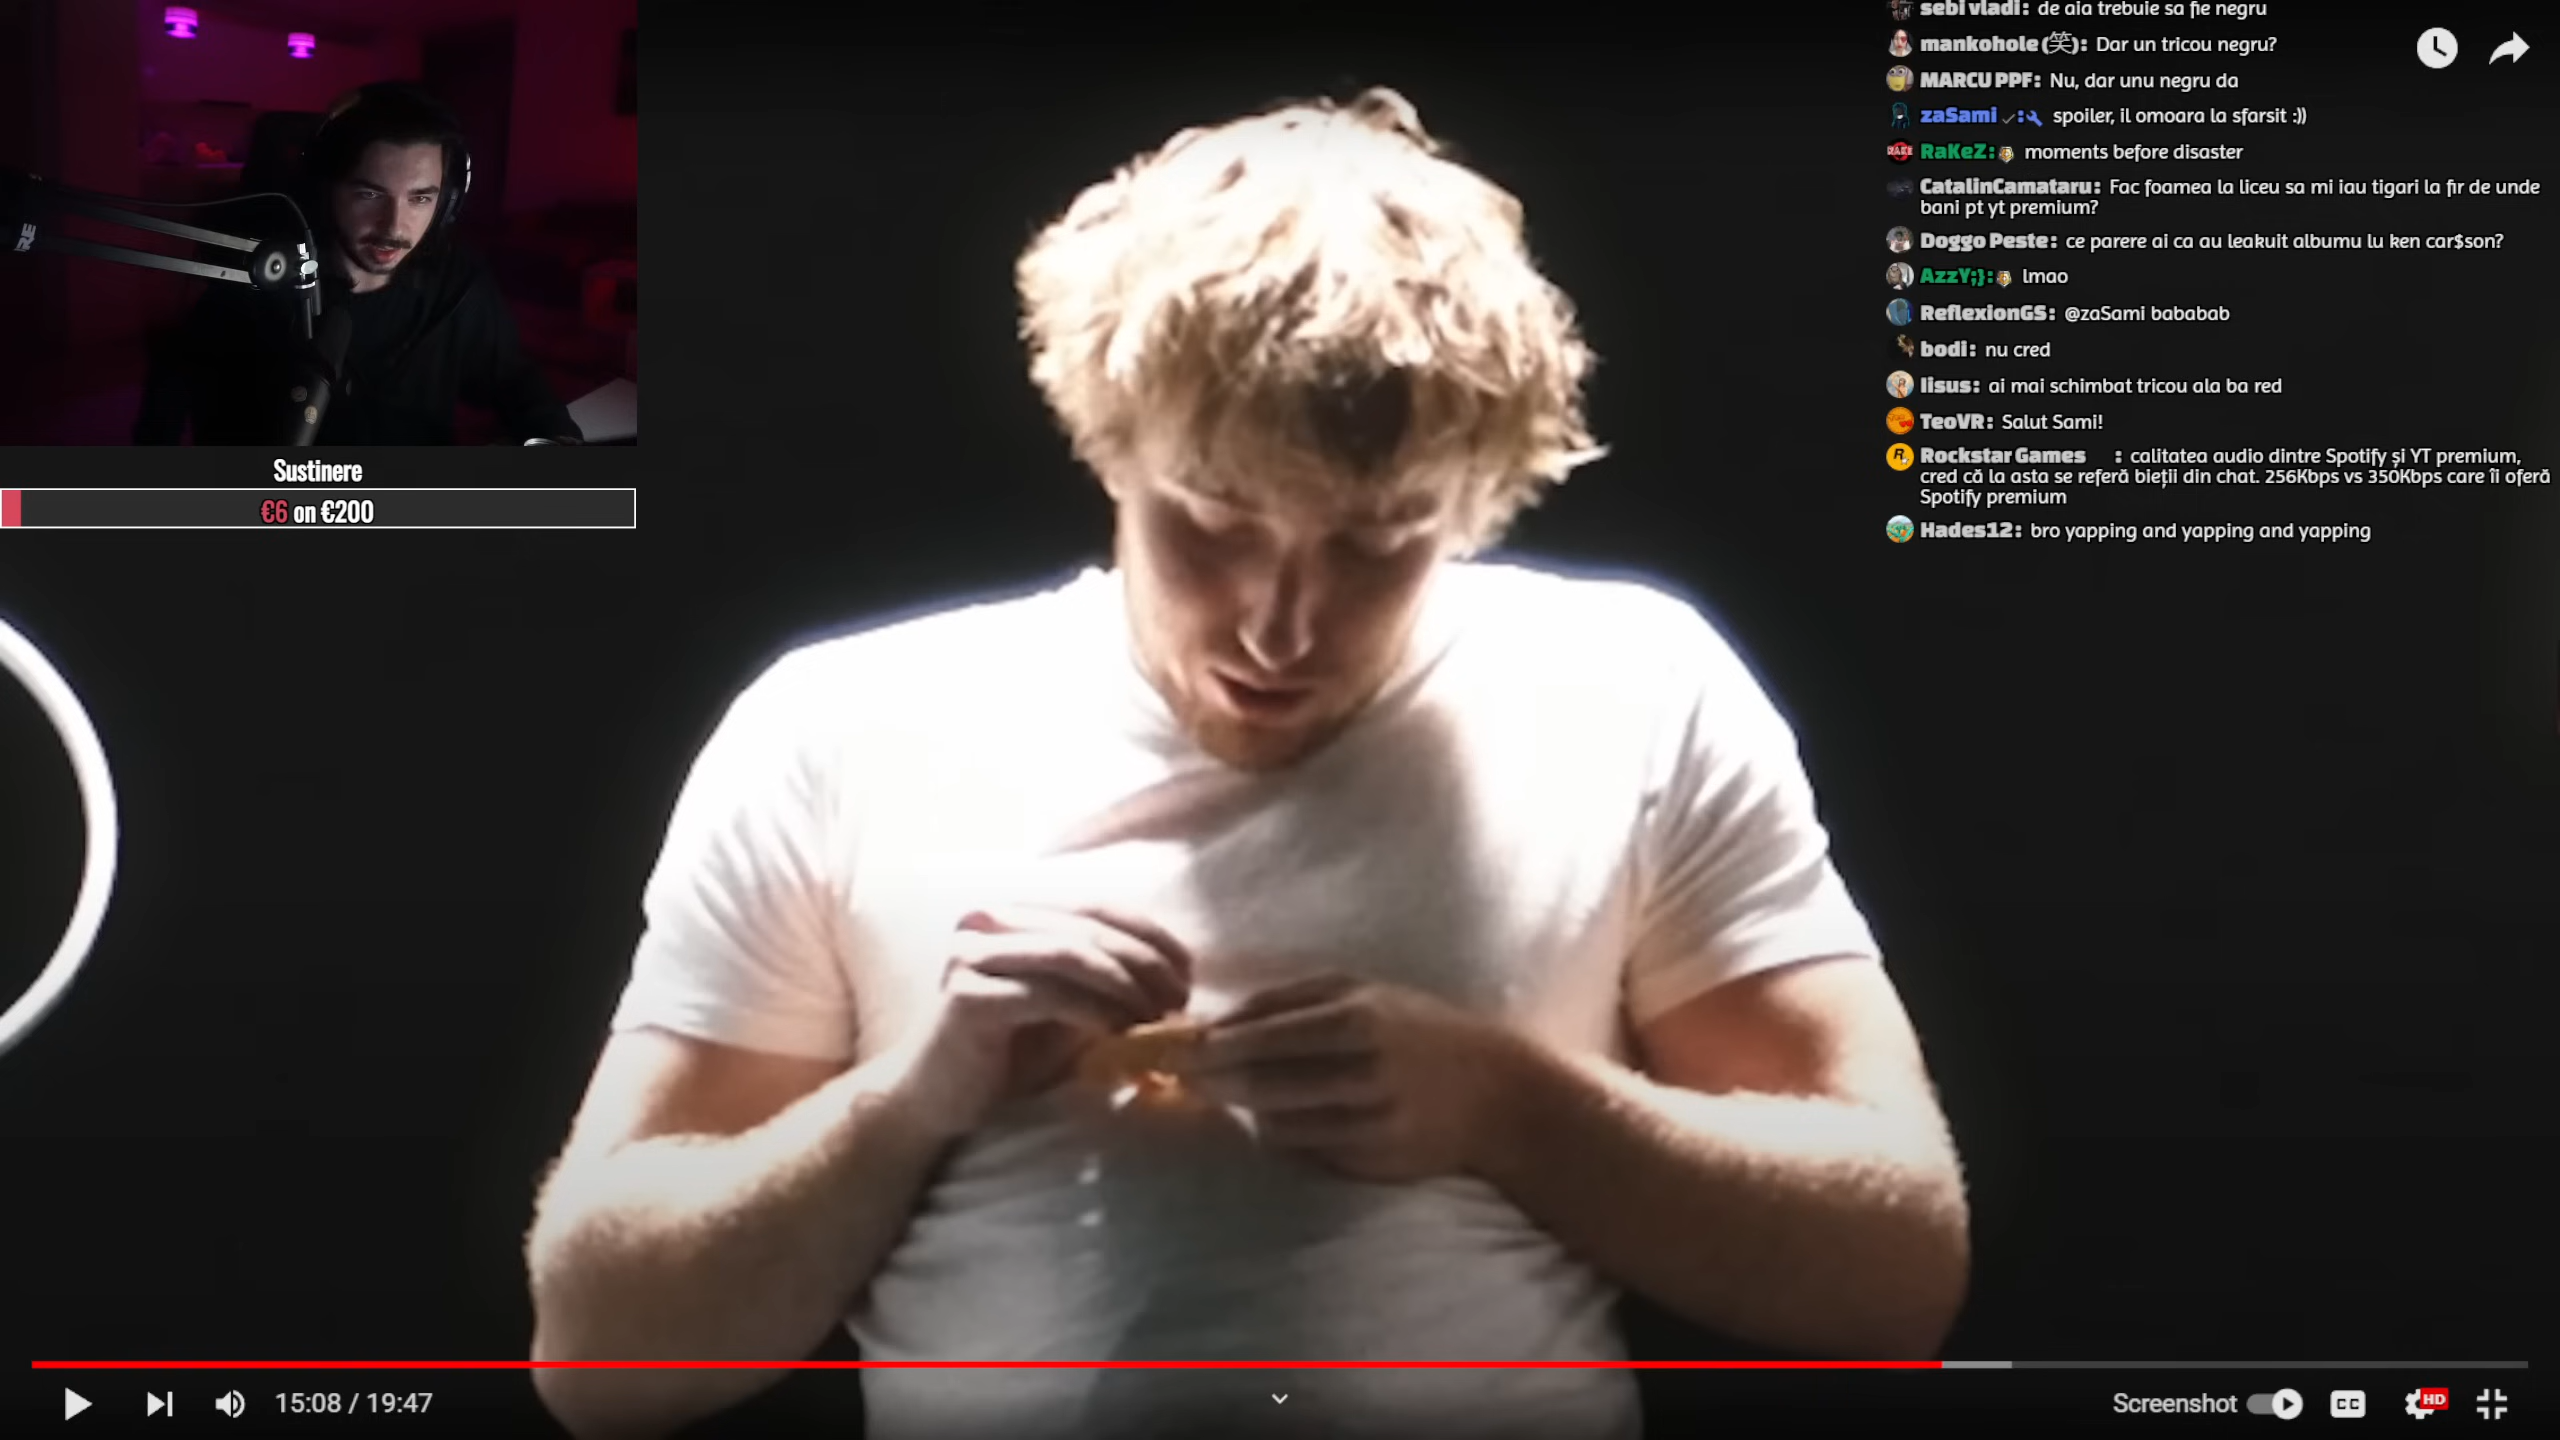 sebi vladi: de aia trebuie sa fie negru
mankohole (笑): Dar un tricou negru?
MARCU PPF: Nu, dar unu negru da
zaSami: spoiler, il omoara la sfarsit :))
RAKE RaKeZ: moments before disaster
CatalinCamataru: Fac foamea la liceu sa mi iau tigari la fir de unde
bani pt yt premium?
Doggo Peste: ce parere ai ca au leakuit albumu lu ken car$son?
AzzY;}: lmao
ReflexionGS: @zaSami bababab
bodi: nu cred
Iisus: ai mai schimbat tricou ala ba red
TeoVR: Salut Sami!
R Rockstar Games : calitatea audio dintre Spotify și YT premium,
cred că la asta se referă bieții din chat. 256Kbps vs 350Kbps care îi oferă
Spotify premium
Hades12: bro yapping and yapping and yapping
Sustinere
€6 on €200
15:08 / 19:47
Screenshot
CC
HD